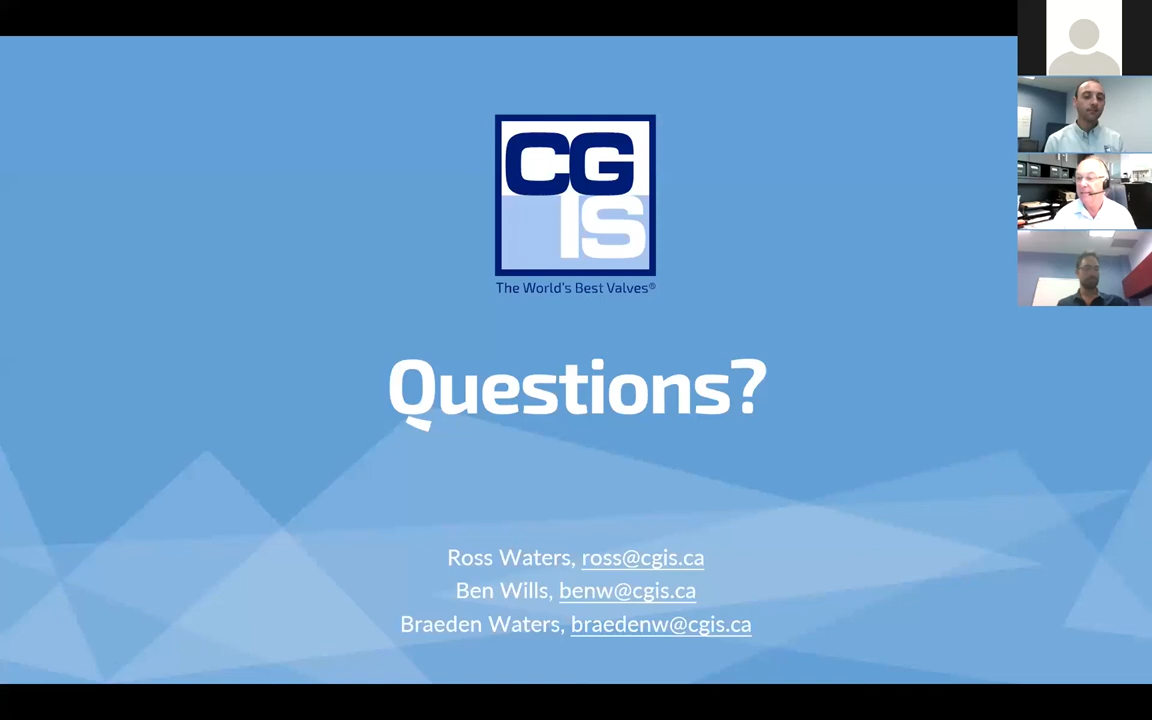 CG
IS
The World's Best Valves®
Questions?
Ross Waters, ross@cgis.ca
Ben Wills, benw@cgis.ca
Braeden Waters, braedenw@cgis.ca